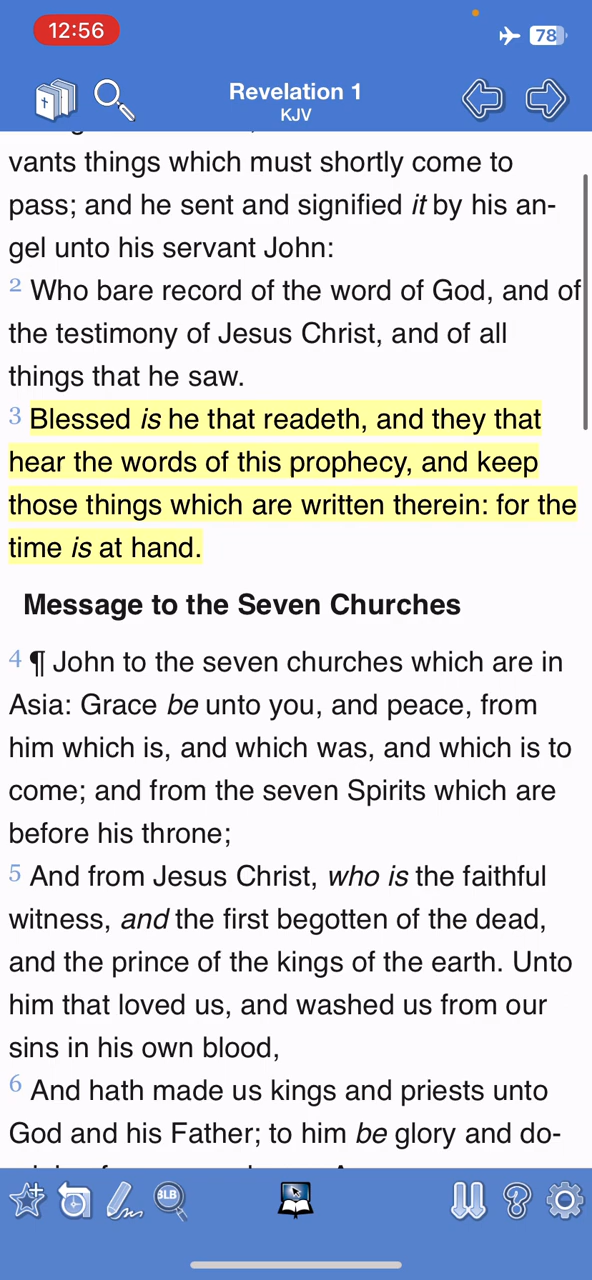 12:56
78
Revelation 1
KJV
vants things which must shortly come to
pass; and he sent and signified it by his an-
gel unto his servant John:
2 Who bare record of the word of God, and of
the testimony of Jesus Christ, and of all
things that he saw.
3 Blessed is he that readeth, and they that
hear the words of this prophecy, and keep
those things which are written therein: for the
time is at hand.
Message to the Seven Churches
4 ¶ John to the seven churches which are in
Asia: Grace be unto you, and peace, from
him which is, and which was, and which is to
come; and from the seven Spirits which are
before his throne;
5 And from Jesus Christ, who is the faithful
witness, and the first begotten of the dead,
and the prince of the kings of the earth. Unto
him that loved us, and washed us from our
sins in his own blood,
6 And hath made us kings and priests unto
God and his Father; to him be glory and do-
BLB